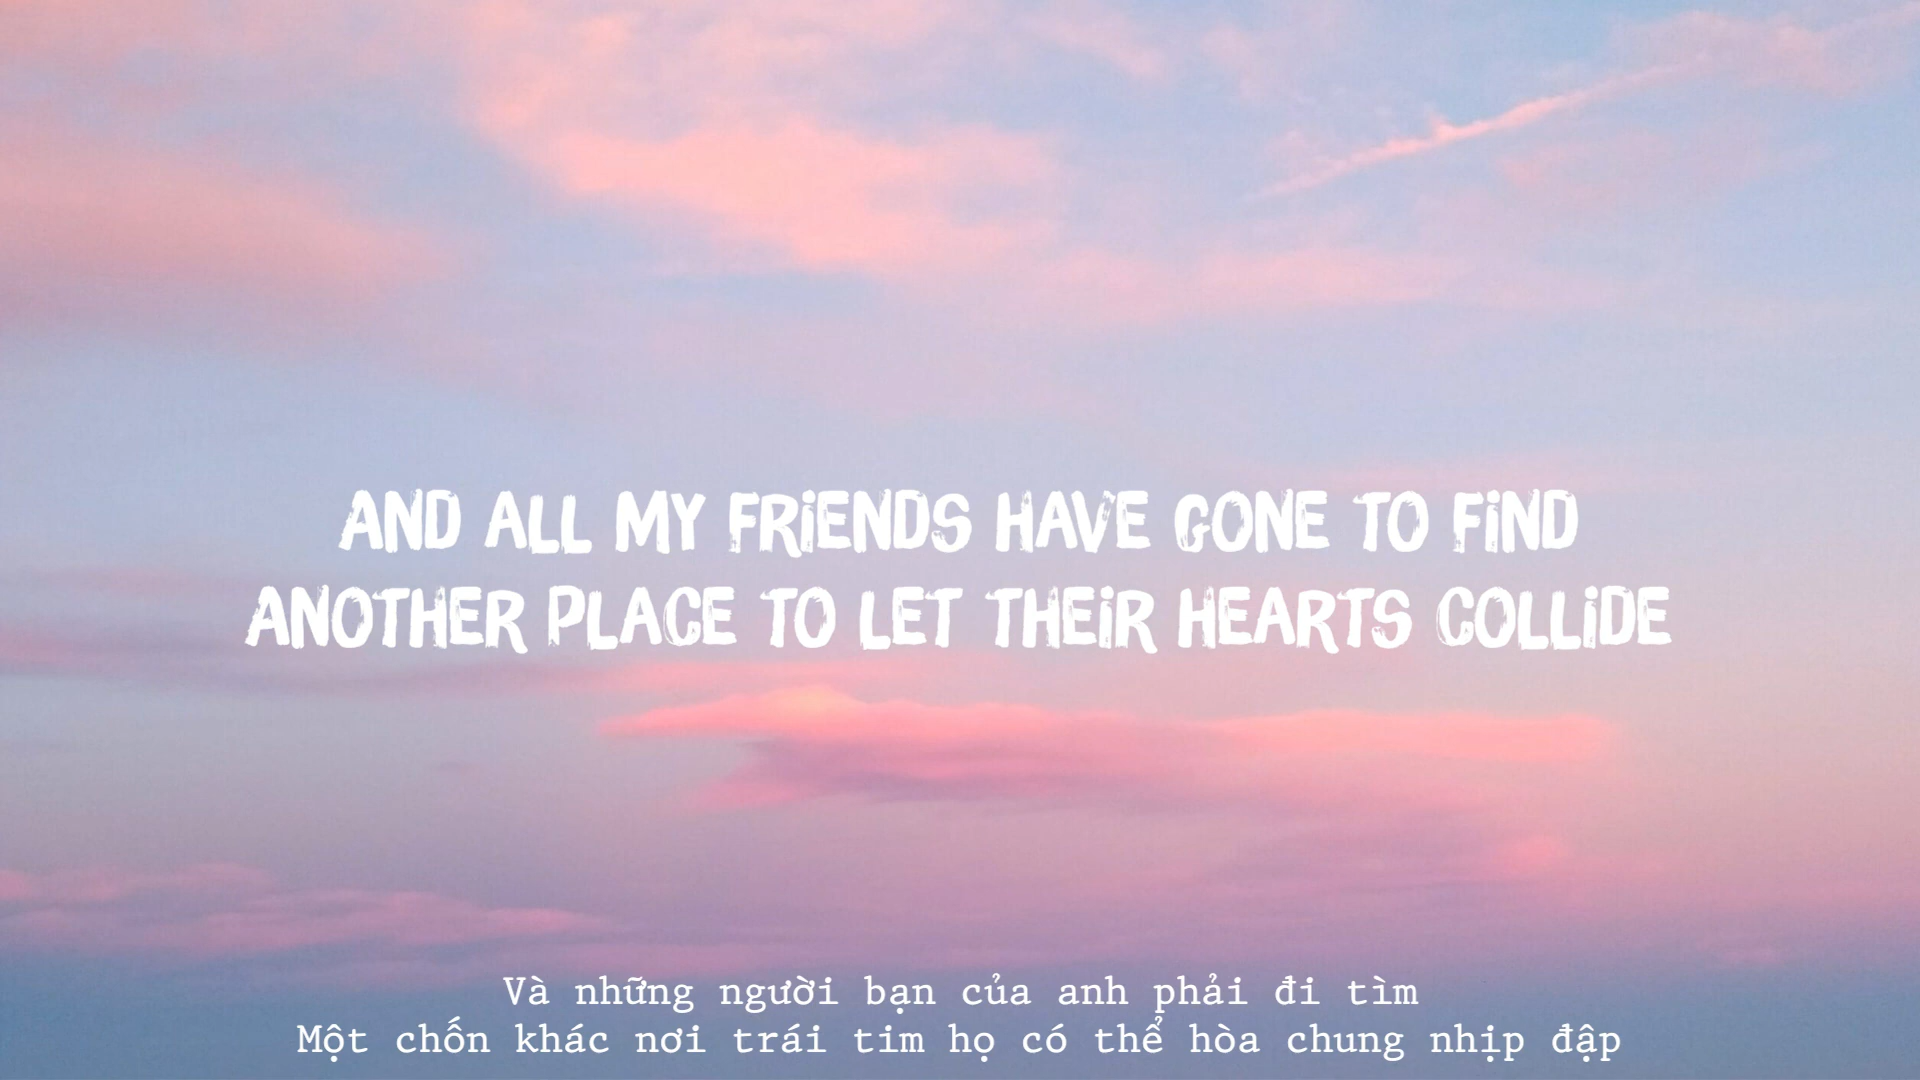 AND ALL MY FRiENDS HAVE GONE TO FiND
ANOTHER PLACE TO LET THEiR HEARTS COLLiDE
Và những người bạn của anh phải đi tìm
Một chốn khác nơi trái tim họ có thể hòa chung nhịp đập